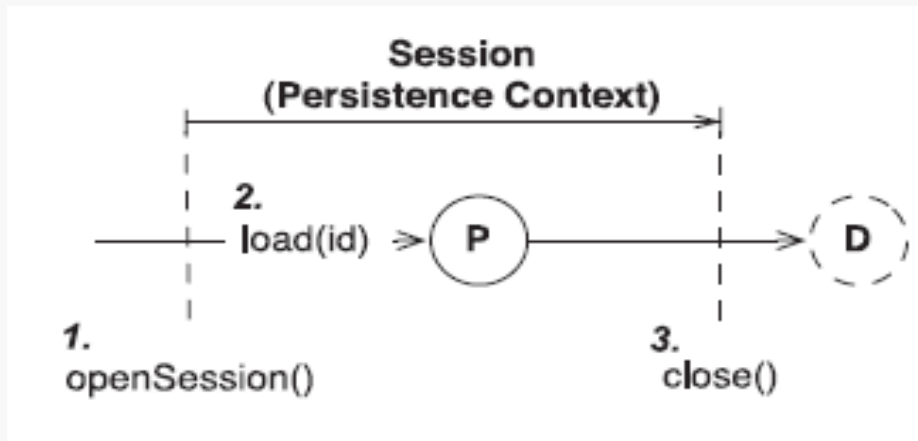 Session
(Persistence Context)
2.
load(id)
P
D
1.
openSession()
3.
close()